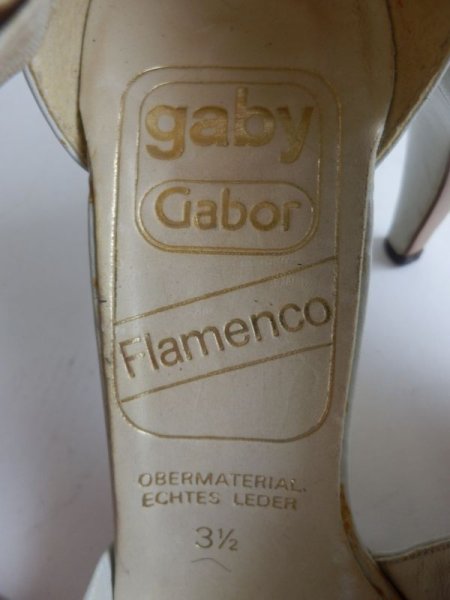 gaby
Gabor
Flamenco
OBERMATERIAL.
ECHTES LEDER
3½